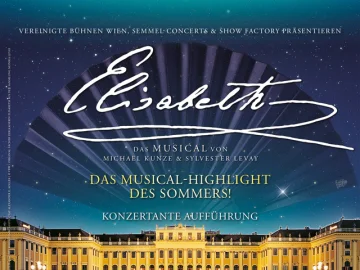 VEREINIGTE BÜHNEN WIEN, SEMMEL-CONCERTS & SHOW FACTORY PRÄSENTIEREN
Elisabeth
DAS MUSICAL VON
MICHAEL KUNZE & SYLVESTER LEVAY
DAS MUSICAL-HIGHLIGHT
DES SOMMERS!
KONZERTANTE AUFFÜHRUNG